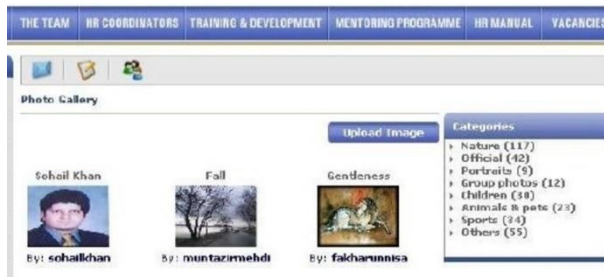 THE TEAM HR COORDINATORS TRAINING & DEVELOPMENT MENTORING PROGRAMME HR MANUAL VACANCIES
Photo Gallery
Upload Image
Categories
Nature (117)
Official (42)
Portraits (9)
Group photos (12)
Children (38)
Animals & pets (23)
Sports (34)
Others (55)
Sohail Khan Fall Gentleness
By: sohailkhan By: muntazirmehdi By: fakharunnisa